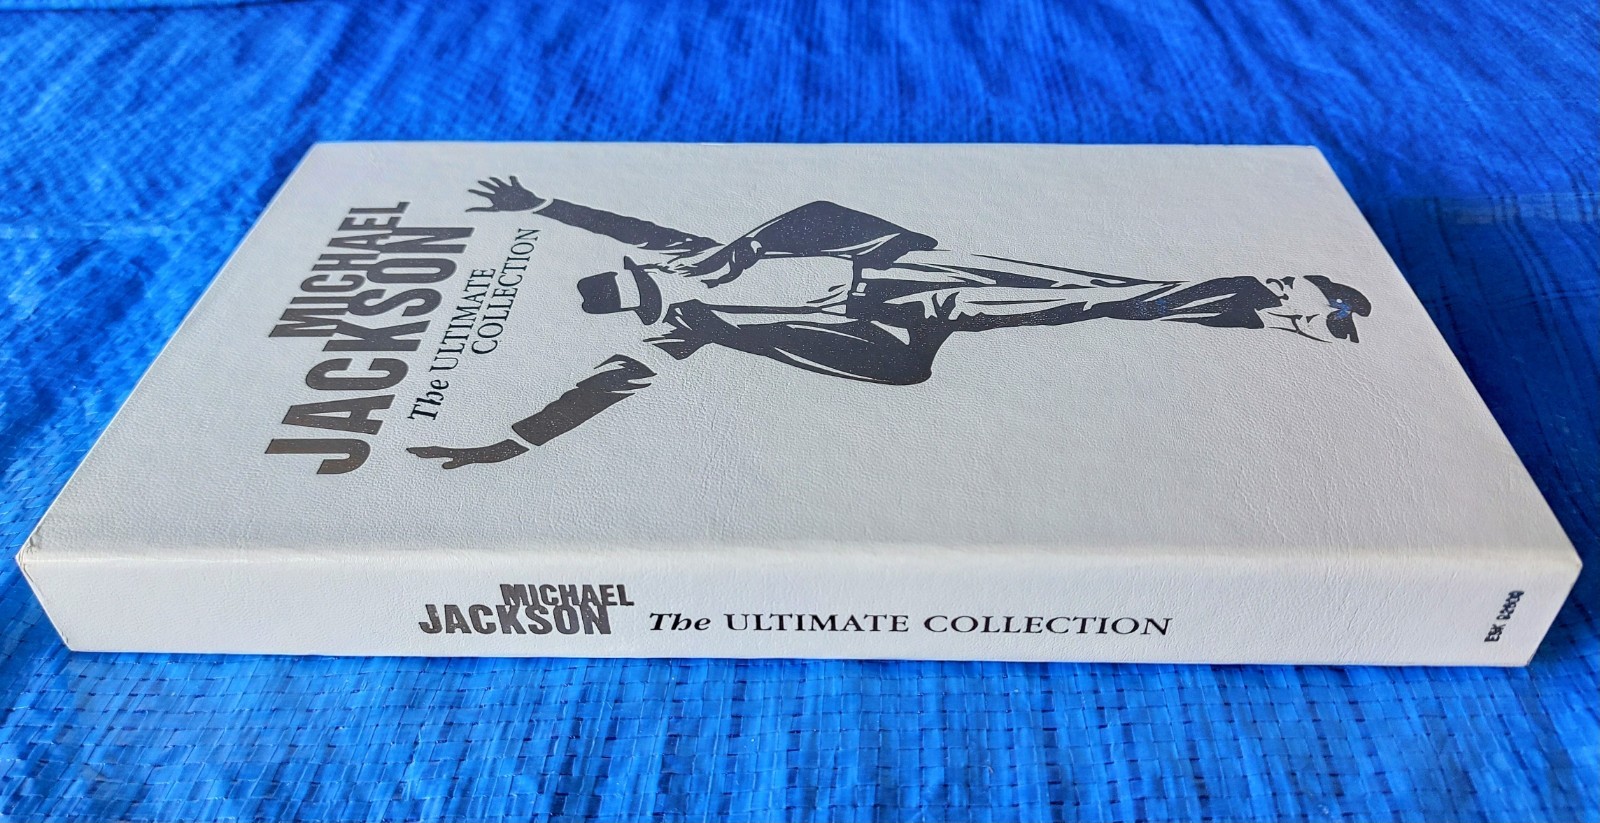 MICHAEL
JACKSON
The ULTIMATE
COLLECTION
MICHAEL
JACKSON
The ULTIMATE COLLECTION